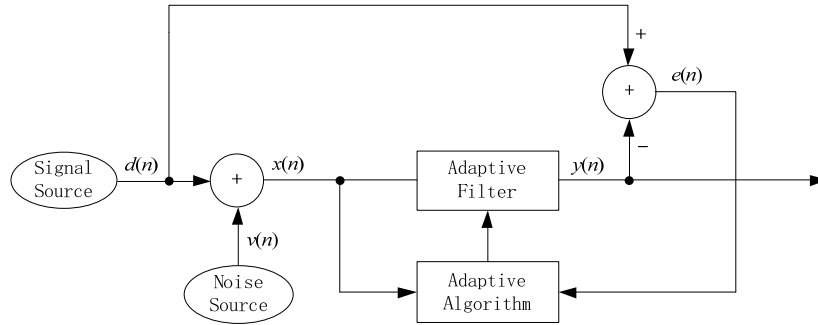 +
e(n)
+
−
Signal
Source
d(n)
+
x(n)
Adaptive
Filter
y(n)
v(n)
Noise
Source
Adaptive
Algorithm